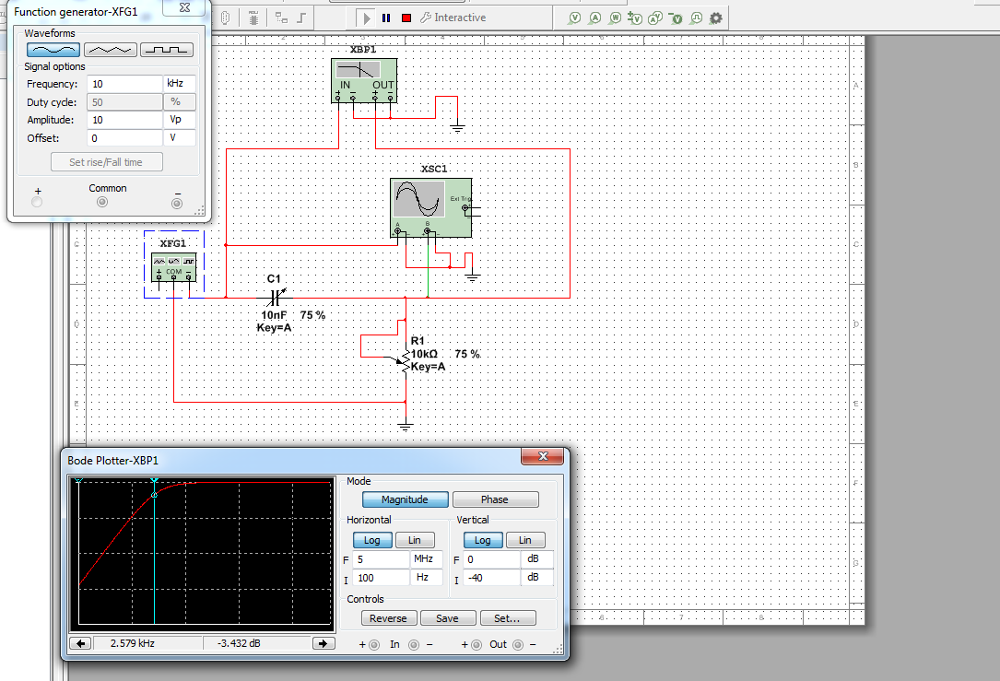 Function generator-XFG1
Interactive
Waveforms
Signal options
Frequency: 10 kHz
Duty cycle: 50 %
Amplitude: 10 Vp
Offset: 0 V
Set rise/Fall time
+ Common −
XBP1
IN OUT
XSC1
Ext Trig
A B
XFG1
COM
C1
10nF 75 %
Key=A
R1
10kΩ 75 %
Key=A
Bode Plotter-XBP1
Mode
Magnitude Phase
Horizontal Vertical
Log Lin Log Lin
F 5 MHz F 0 dB
I 100 Hz I -40 dB
Controls
Reverse Save Set...
2.579 kHz -3.432 dB
+ In − + Out −